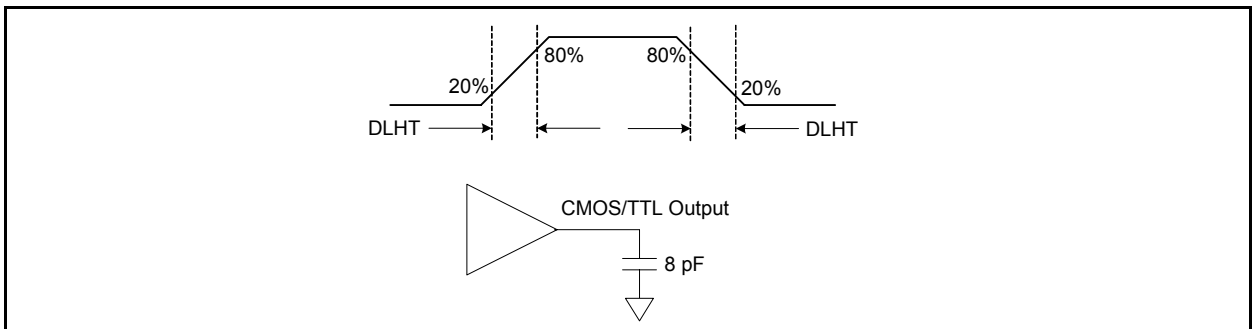 80% 80%
20% 20%
DLHT DLHT
CMOS/TTL Output
8 pF